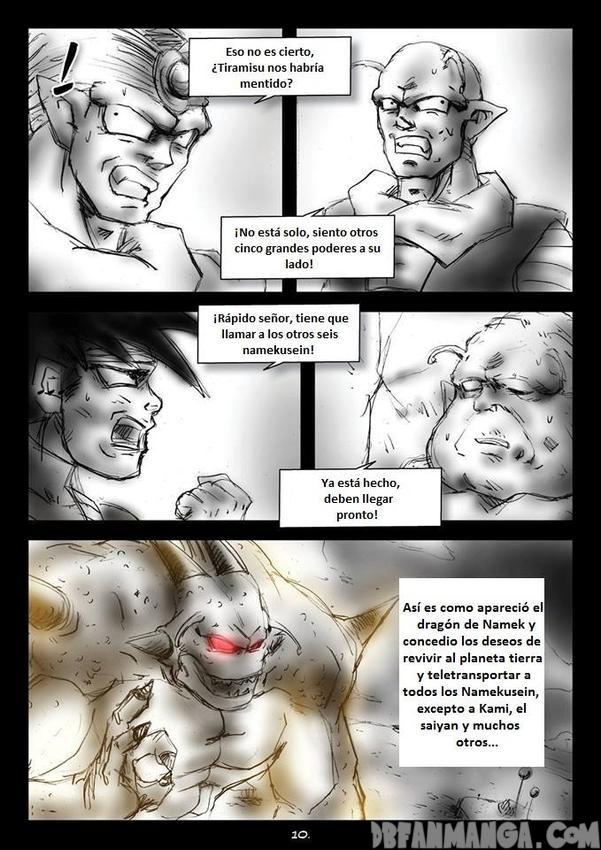 !
Eso no es cierto,
¿Tiramisu nos habría
mentido?
¡No está solo, siento otros
cinco grandes poderes a su
lado!
¡Rápido señor, tiene que
llamar a los otros seis
namekusein!
Ya está hecho,
deben llegar
pronto!
Así es como apareció el
dragón de Namek y
concedio los deseos de
revivir al planeta tierra
y teletransportar a
todos los Namekusein,
excepto a Kami, el
saiyan y muchos
otros...
10.
DBFANMANGA.COM